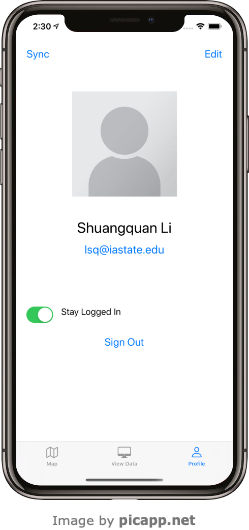 2:30
Sync Edit
Shuangquan Li
lsq@iastate.edu
Stay Logged In
Sign Out
Map View Data Profile
Image by picapp.net